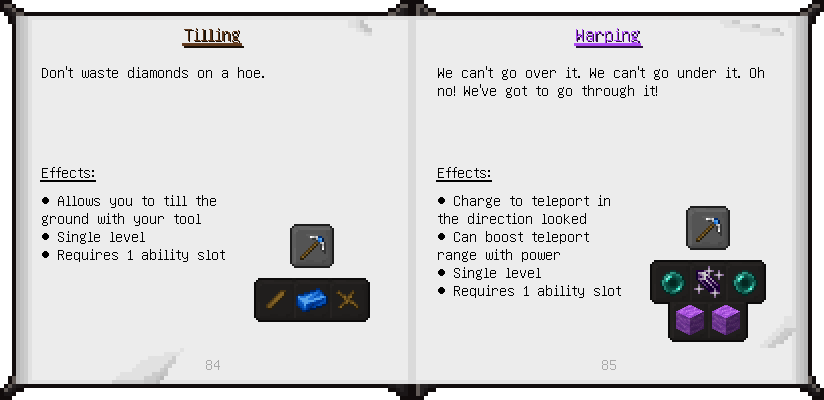 Tilling
Don't waste diamonds on a hoe.
Effects:
● Allows you to till the
ground with your tool
● Single level
● Requires 1 ability slot
84
Warping
We can't go over it. We can't go under it. Oh
no! We've got to go through it!
Effects:
● Charge to teleport in
the direction looked
● Can boost teleport
range with power
● Single level
● Requires 1 ability slot
85